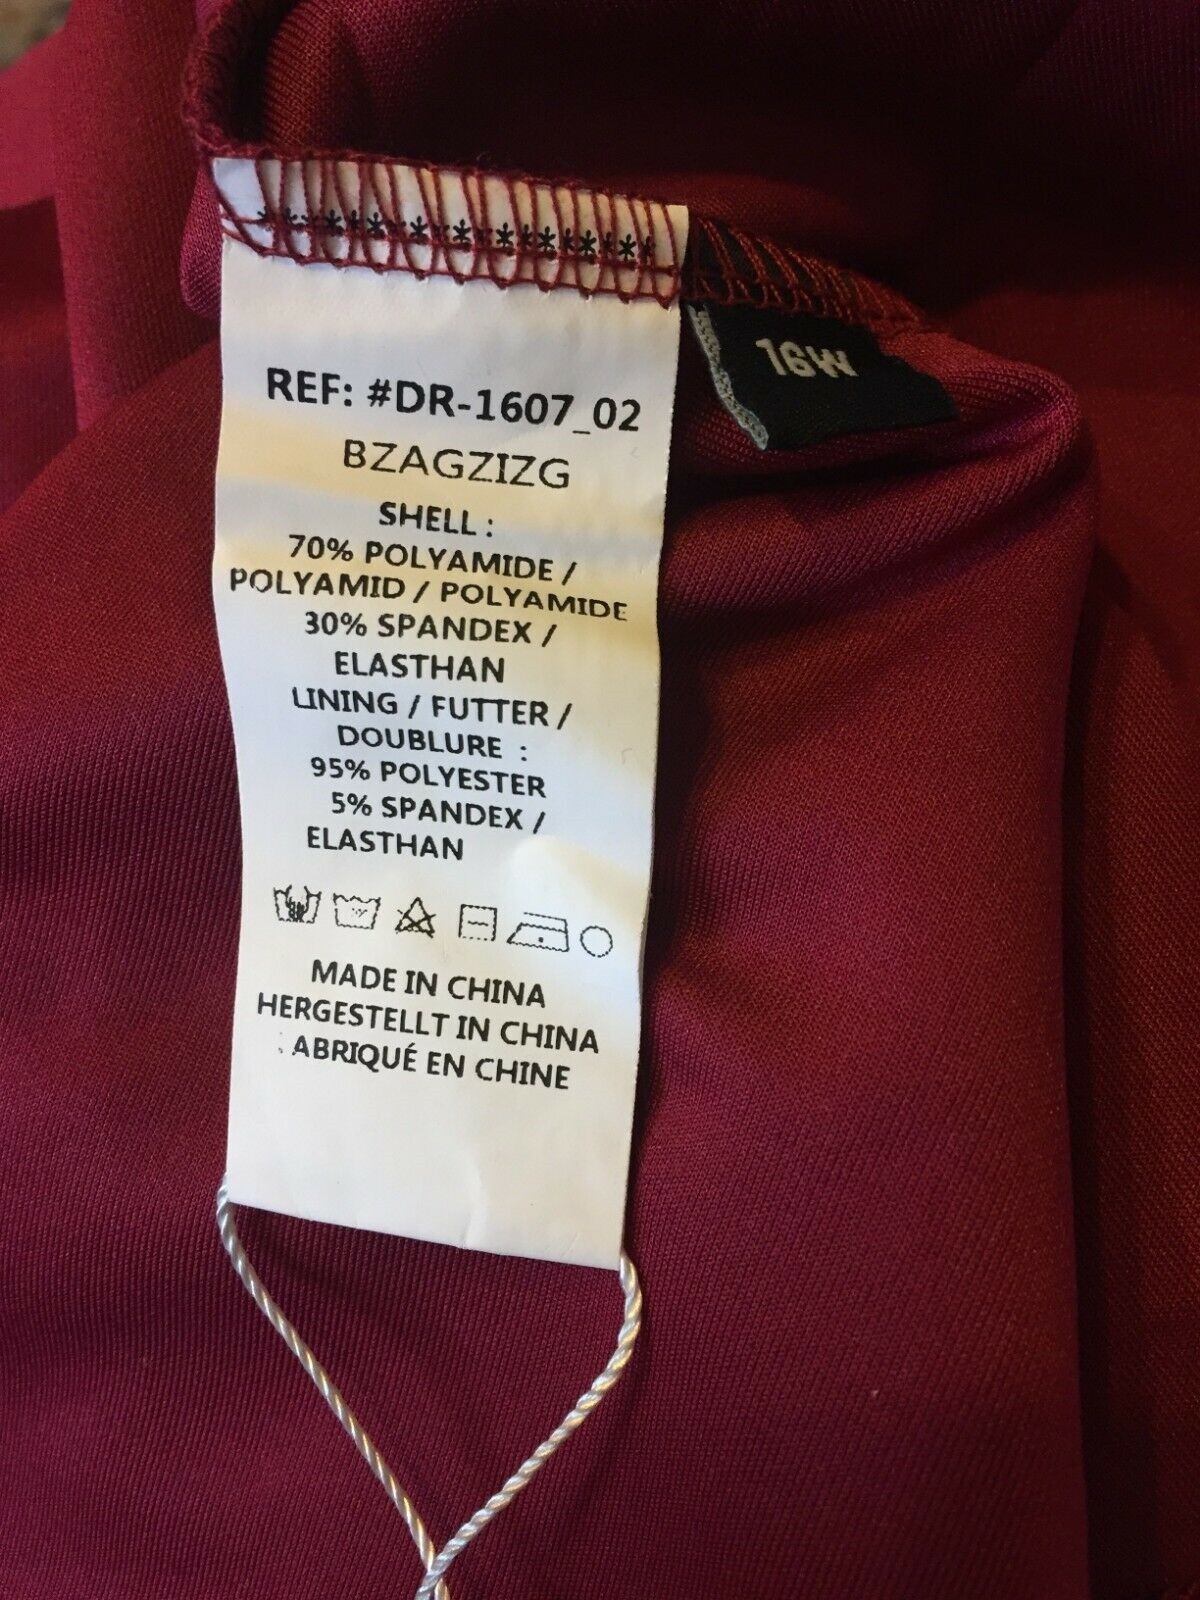 *******************
16W
REF: #DR-1607_02
BZAGZIZG
SHELL :
70% POLYAMIDE /
POLYAMID / POLYAMIDE
30% SPANDEX /
ELASTHAN
LINING / FUTTER /
DOUBLURE :
95% POLYESTER
5% SPANDEX /
ELASTHAN
MADE IN CHINA
HERGESTELLT IN CHINA
ABRIQUÉ EN CHINE